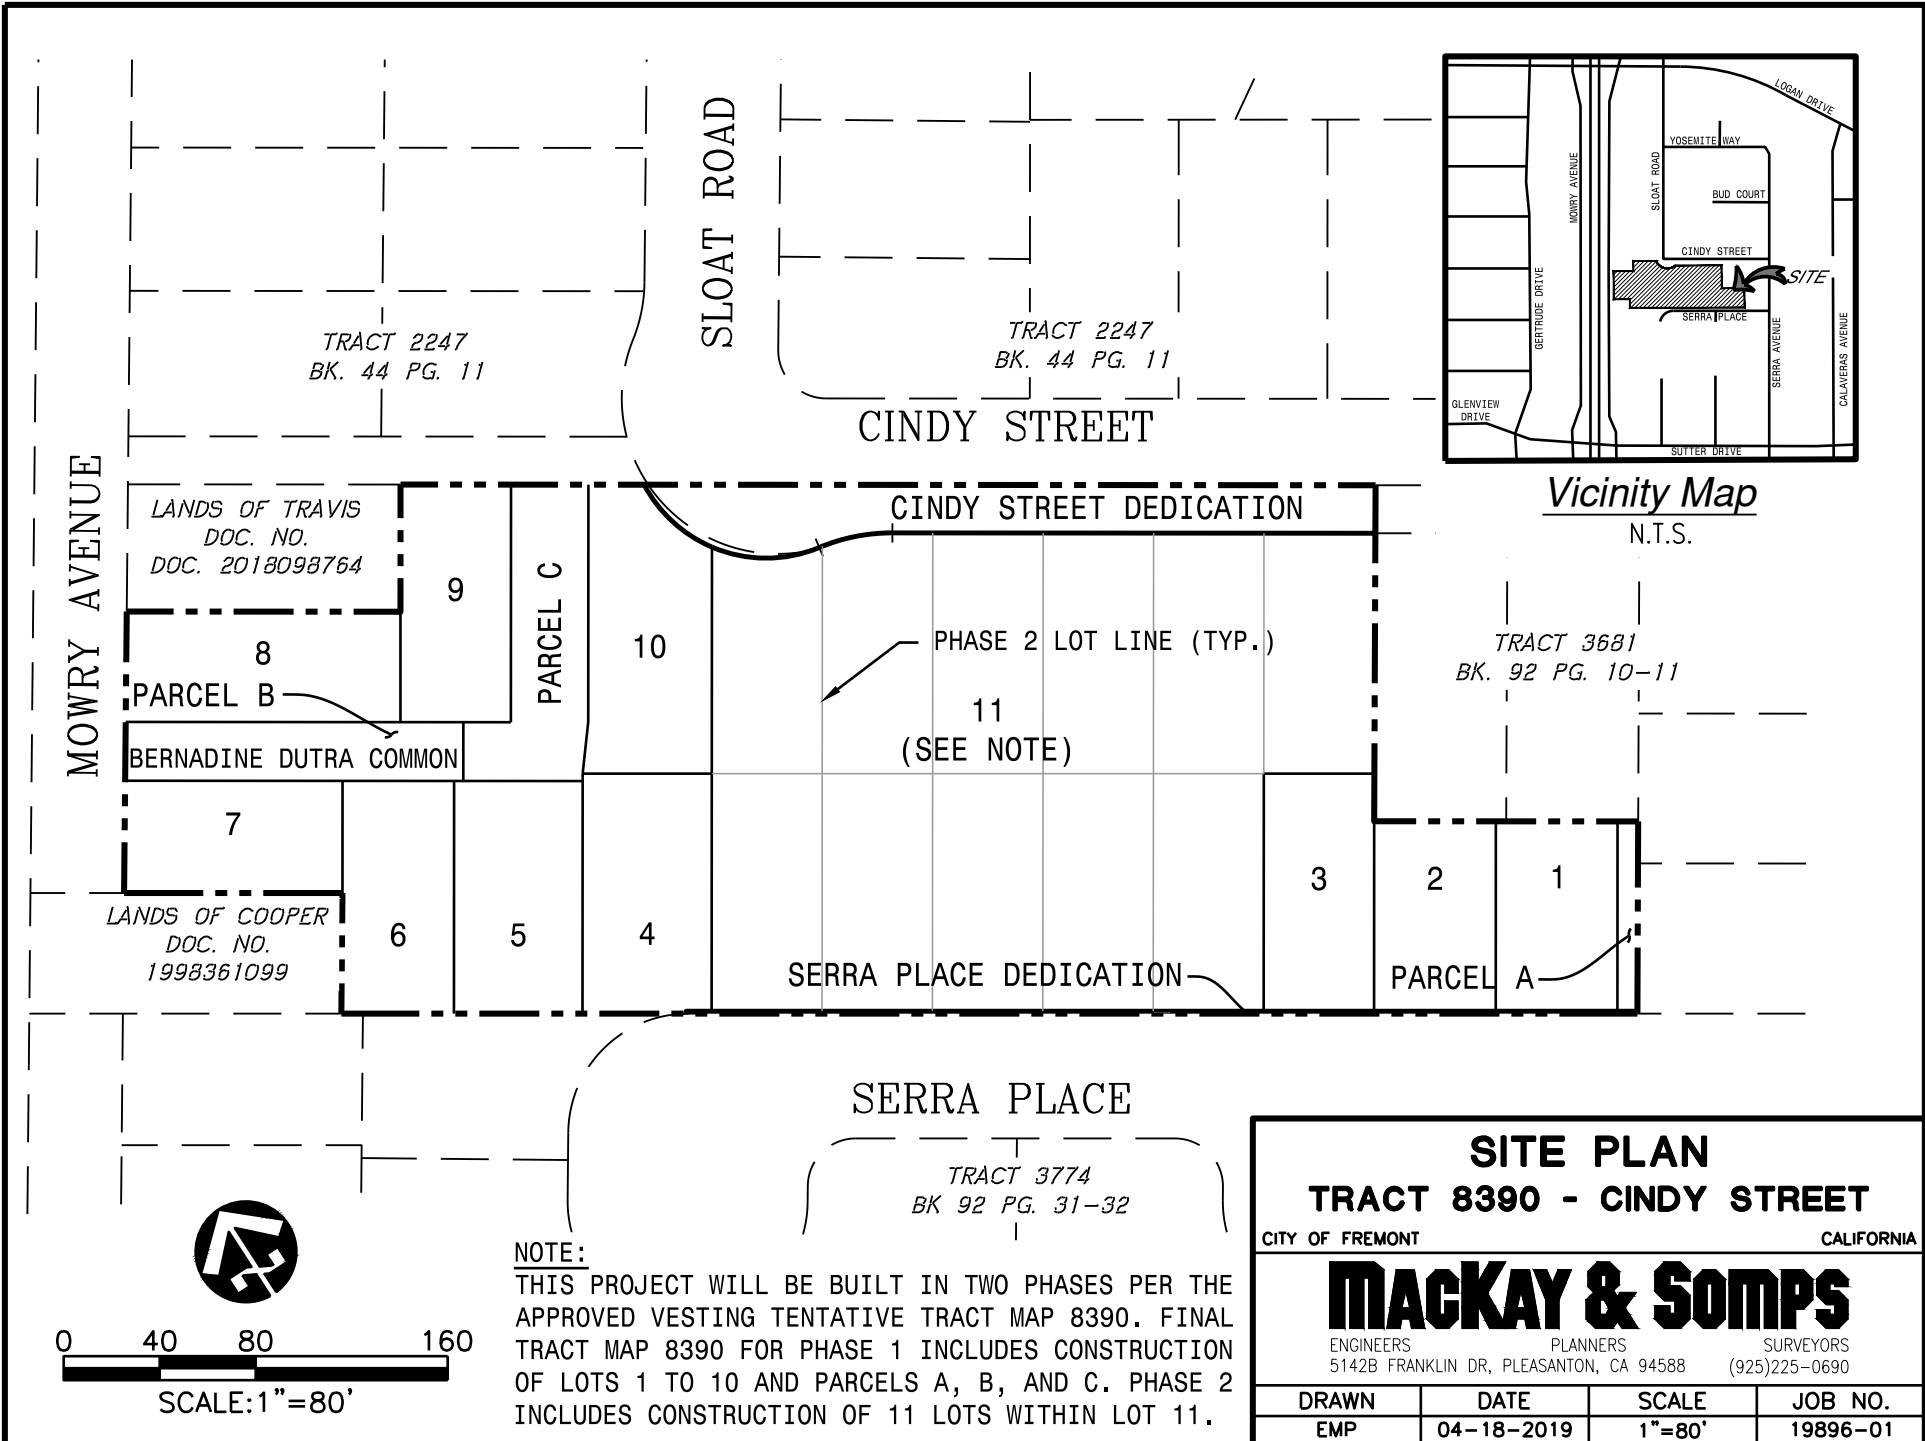 SLOAT ROAD
TRACT 2247
BK. 44 PG. 11
TRACT 2247
BK. 44 PG. 11
CINDY STREET
MOWRY AVENUE
LANDS OF TRAVIS
DOC. NO.
DOC. 2018098764
CINDY STREET DEDICATION
9
PARCEL C
10
8
PARCEL B
PHASE 2 LOT LINE (TYP.)
11
(SEE NOTE)
BERNADINE DUTRA COMMON
7
TRACT 3681
BK. 92 PG. 10-11
LANDS OF COOPER
DOC. NO.
1998361099
6
5
4
3
2
1
SERRA PLACE DEDICATION
PARCEL A
SERRA PLACE
TRACT 3774
BK 92 PG. 31-32
LOGAN DRIVE
YOSEMITE WAY
MOWRY AVENUE
SLOAT ROAD
BUD COURT
CINDY STREET
SITE
GERTRUDE DRIVE
SERRA PLACE
SERRA AVENUE
CALAVERAS AVENUE
GLENVIEW
DRIVE
SUTTER DRIVE
Vicinity Map
N.T.S.
0 40 80 160
SCALE:1"=80'
NOTE:
THIS PROJECT WILL BE BUILT IN TWO PHASES PER THE
APPROVED VESTING TENTATIVE TRACT MAP 8390. FINAL
TRACT MAP 8390 FOR PHASE 1 INCLUDES CONSTRUCTION
OF LOTS 1 TO 10 AND PARCELS A, B, AND C. PHASE 2
INCLUDES CONSTRUCTION OF 11 LOTS WITHIN LOT 11.
SITE PLAN
TRACT 8390 - CINDY STREET
CITY OF FREMONT CALIFORNIA
MACKAY & SOMPS
ENGINEERS PLANNERS SURVEYORS
5142B FRANKLIN DR, PLEASANTON, CA 94588 (925)225-0690
DRAWN DATE SCALE JOB NO.
EMP 04-18-2019 1"=80' 19896-01